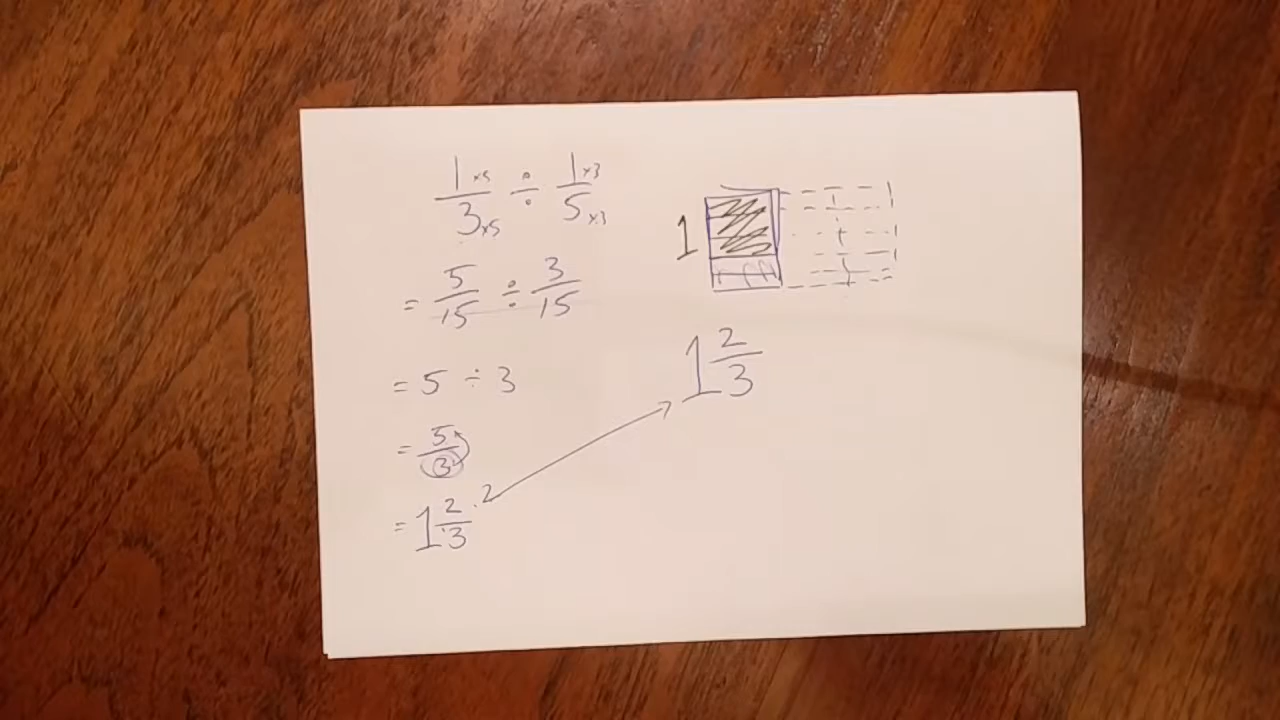 1 ×5 / 3 ×5 ÷ 1 ×3 / 5 ×3
= 5/15 ÷ 3/15
= 5 ÷ 3
= 5/3
= 1 2/3 2
1
1 2/3